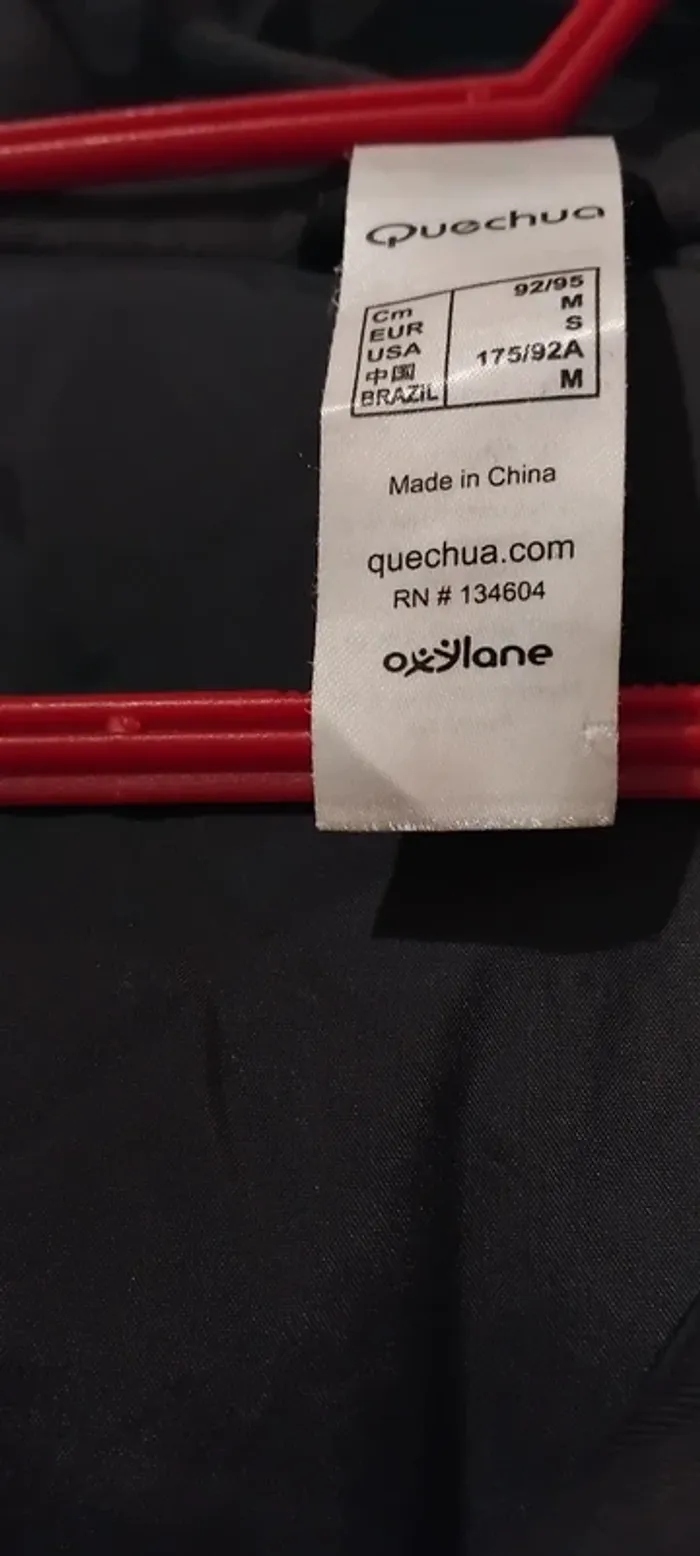 Quechua
Cm 92/95
EUR M
USA S
中国 175/92A
BRAZIL M
Made in China
quechua.com
RN # 134604
oxylane